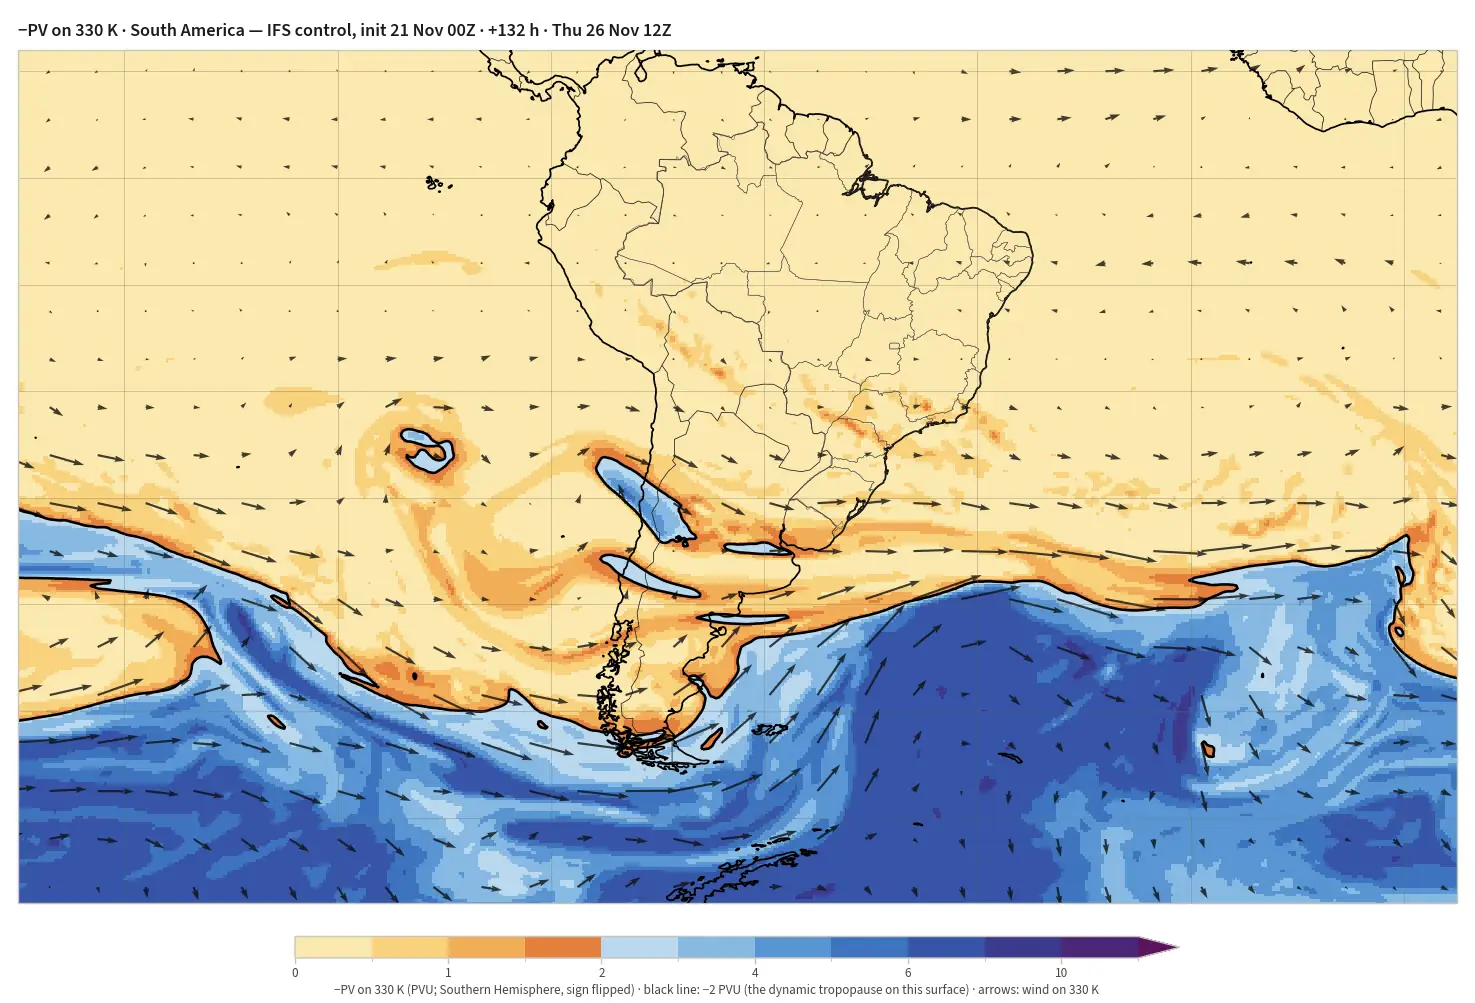 −PV on 330 K · South America — IFS control, init 21 Nov 00Z · +132 h · Thu 26 Nov 12Z
0 1 2 4 6 10
−PV on 330 K (PVU; Southern Hemisphere, sign flipped) · black line: −2 PVU (the dynamic tropopause on this surface) · arrows: wind on 330 K